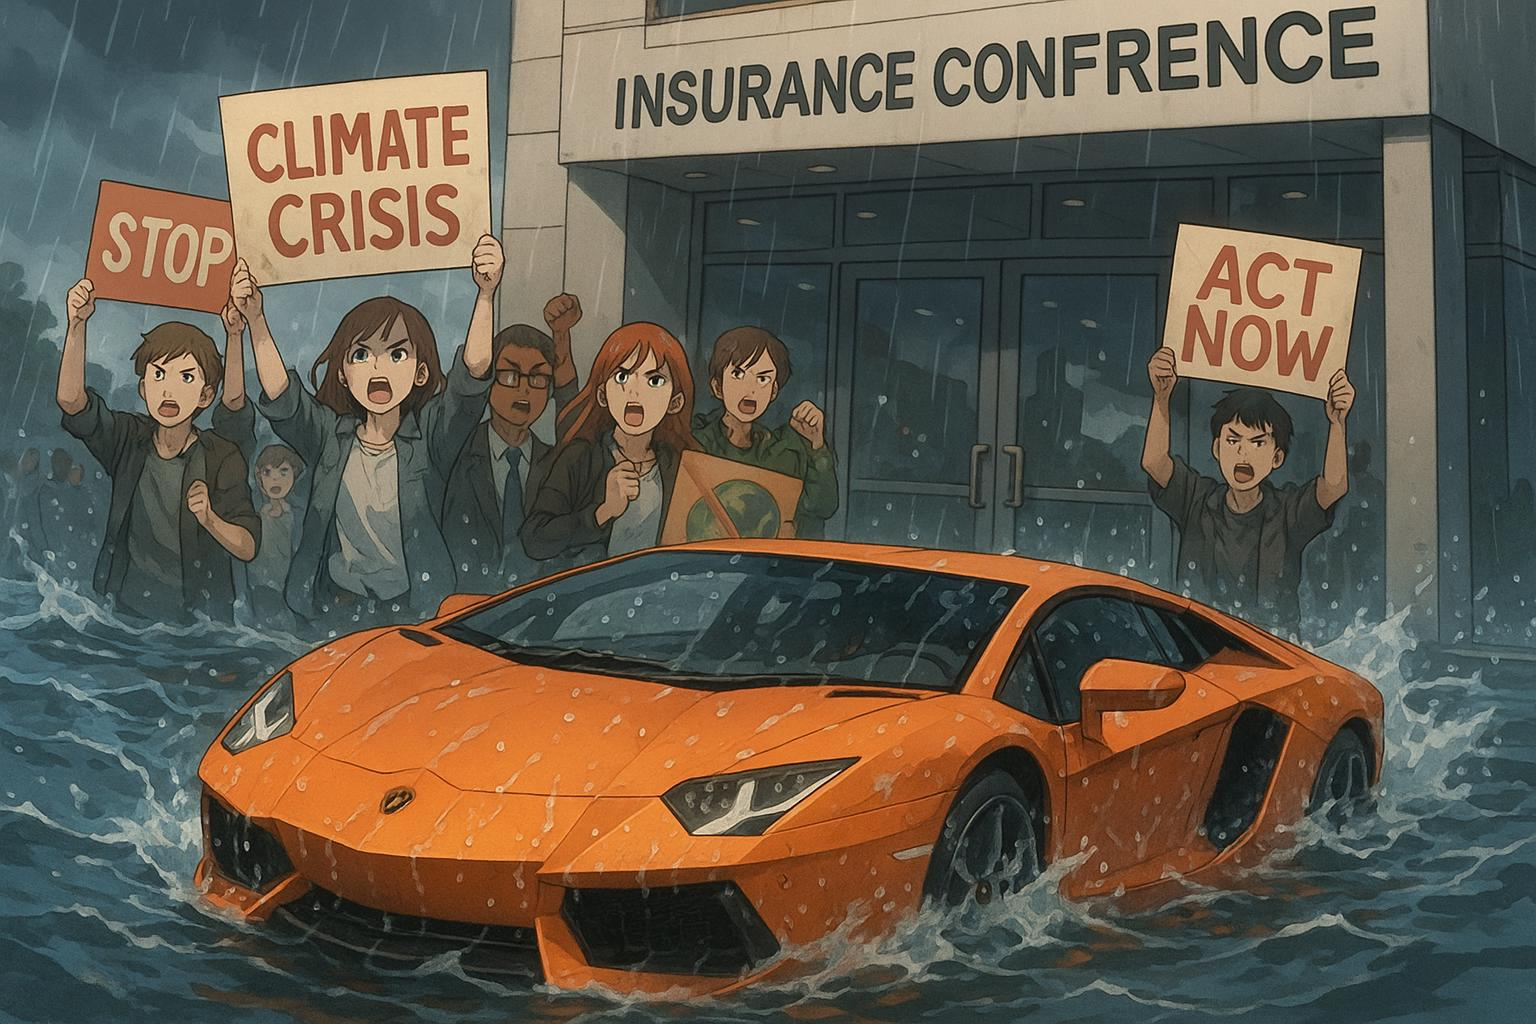 INSURANCE CONFRENCE
STOP
CLIMATE
CRISIS
ACT
NOW